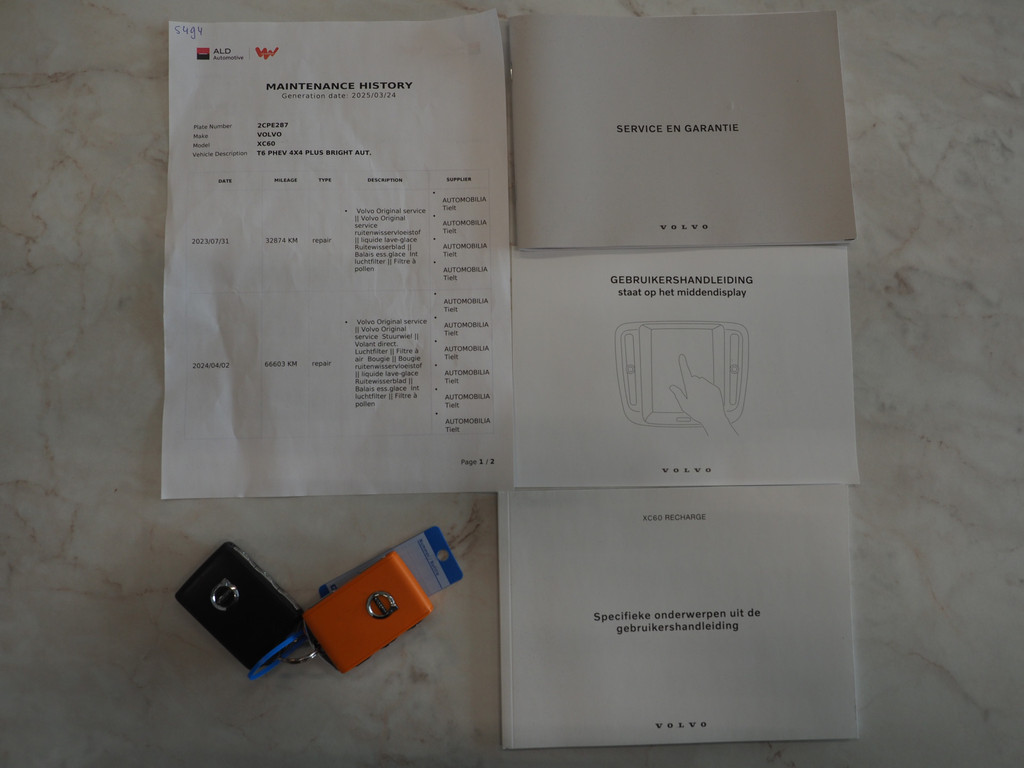 5494
ALD
Automotive
MAINTENANCE HISTORY
Generation date: 2025/03/24
Plate Number 2CPE287
Make VOLVO
Model XC60
Vehicle Description T6 PHEV 4X4 PLUS BRIGHT AUT.
DATE MILEAGE TYPE DESCRIPTION SUPPLIER
2023/07/31 32874 KM repair
• Volvo Original service
|| Volvo Original
service
ruitenwisservloeistof
|| liquide lave-glace
Ruitewisserblad ||
Balais ess.glace Int
luchtfilter || Filtre à
pollen
• AUTOMOBILIA
Tielt
• AUTOMOBILIA
Tielt
• AUTOMOBILIA
Tielt
• AUTOMOBILIA
Tielt
2024/04/02 66603 KM repair
• Volvo Original service
|| Volvo Original
service Stuurwiel ||
Volant direct.
Luchtfilter || Filtre à
air Bougie || Bougie
ruitenwisservloeistof
|| liquide lave-glace
Ruitewisserblad ||
Balais ess.glace Int
luchtfilter || Filtre à
pollen
• AUTOMOBILIA
Tielt
• AUTOMOBILIA
Tielt
• AUTOMOBILIA
Tielt
• AUTOMOBILIA
Tielt
• AUTOMOBILIA
Tielt
• AUTOMOBILIA
Tielt
Page 1 / 2
SERVICE EN GARANTIE
VOLVO
GEBRUIKERSHANDLEIDING
staat op het middendisplay
VOLVO
XC60 RECHARGE
Specifieke onderwerpen uit de
gebruikershandleiding
VOLVO